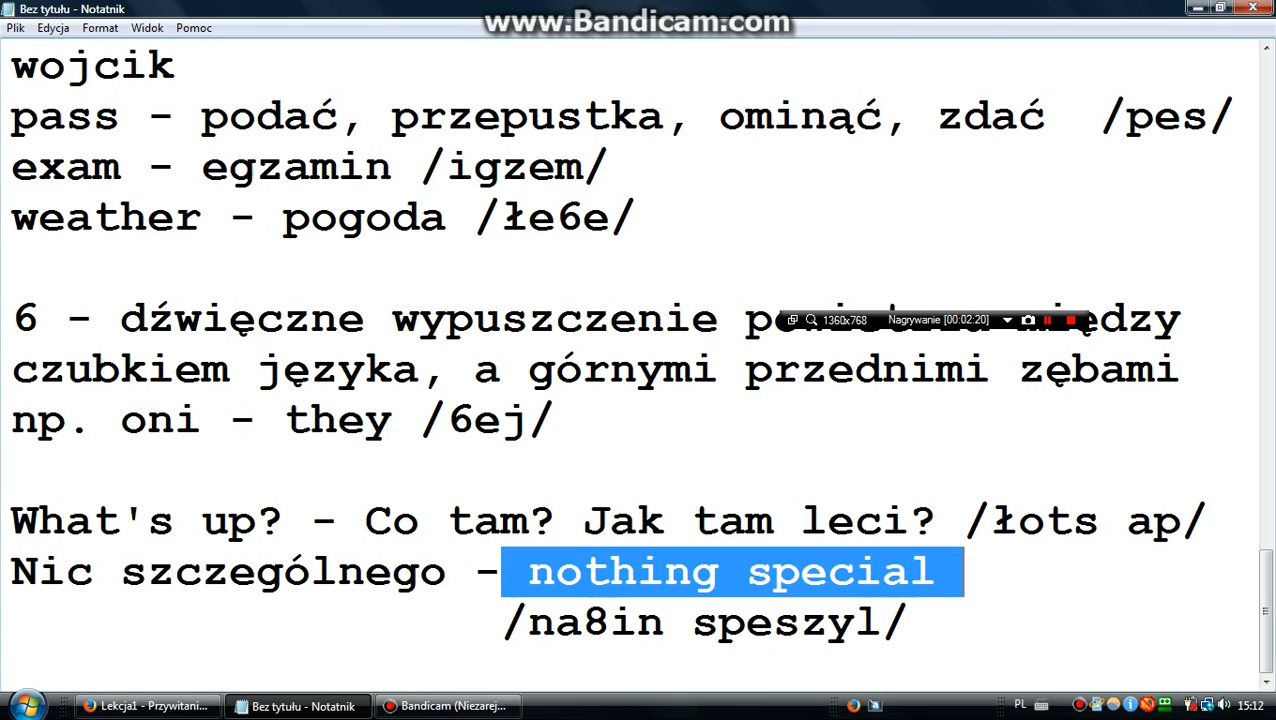 Bez tytułu - Notatnik
www.Bandicam.com
Plik Edycja Format Widok Pomoc
wojcik
pass - podać, przepustka, ominąć, zdać /pes/
exam - egzamin /igzem/
weather - pogoda /łe6e/
6 - dźwięczne wypuszczenie powietrza między
1360x768 Nagrywanie [00:02:20]
czubkiem języka, a górnymi przednimi zębami
np. oni - they /6ej/
What's up? - Co tam? Jak tam leci? /łots ap/
Nic szczególnego - nothing special
/na8in speszyl/
Lekcja1 - Przywitani... Bez tytułu - Notatnik Bandicam (Niezarej... PL 15:12